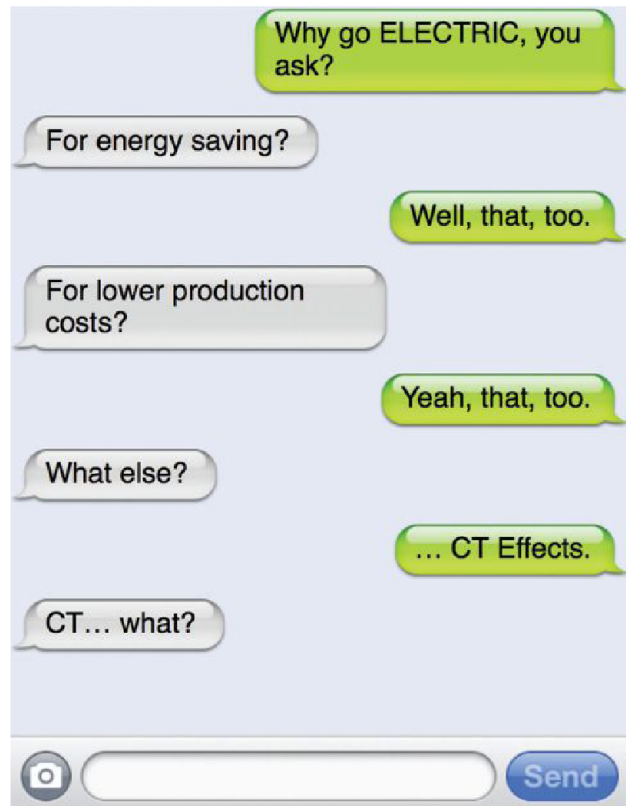 Why go ELECTRIC, you
ask?
For energy saving?
Well, that, too.
For lower production
costs?
Yeah, that, too.
What else?
... CT Effects.
CT... what?
Send